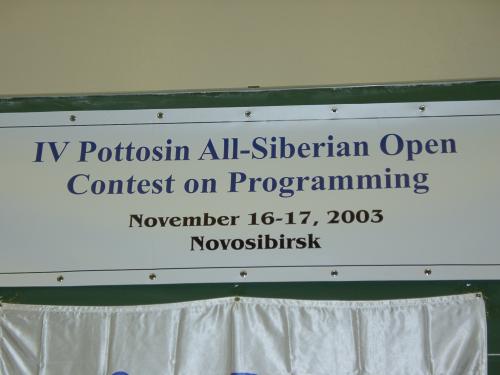 IV Pottosin All-Siberian Open
Contest on Programming
November 16-17, 2003
Novosibirsk